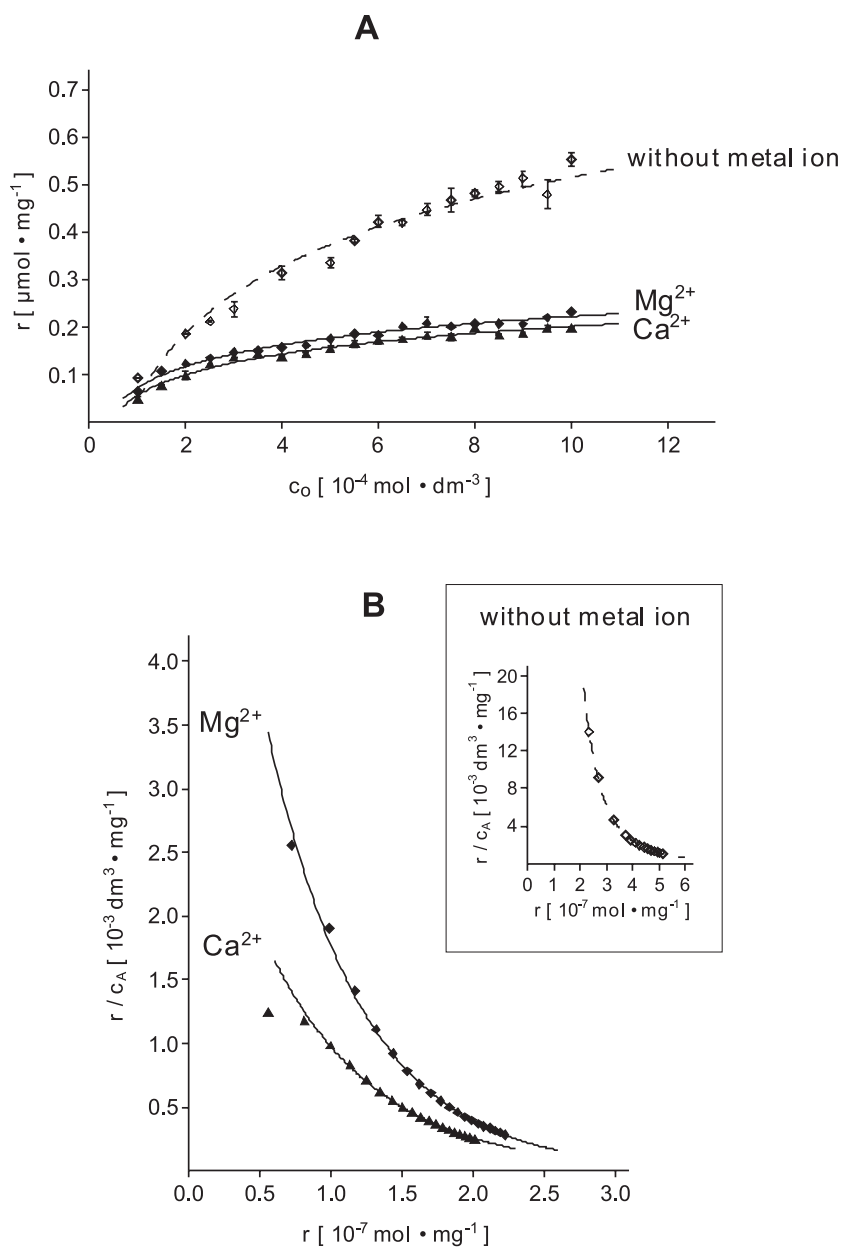 A
0.7
0.6
0.5
0.4
0.3
0.2
0.1
r [ µmol • mg⁻¹ ]
without metal ion
Mg²⁺
Ca²⁺
0 2 4 6 8 10 12
c₀ [ 10⁻⁴ mol • dm⁻³ ]
B
4.0
3.5
3.0
2.5
2.0
1.5
1.0
0.5
r / c_A [ 10⁻³ dm³ • mg⁻¹ ]
Mg²⁺
Ca²⁺
0.0 0.5 1.0 1.5 2.0 2.5 3.0
r [ 10⁻⁷ mol • mg⁻¹ ]
without metal ion
20
16
12
8
4
r / c_A [ 10⁻³ dm³ • mg⁻¹ ]
0 1 2 3 4 5 6
r [ 10⁻⁷ mol • mg⁻¹ ]